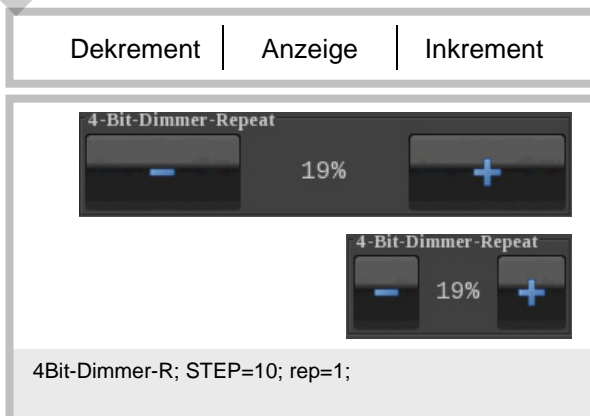 Dekrement Anzeige Inkrement
4-Bit-Dimmer-Repeat
19%
4-Bit-Dimmer-Repeat
19%
4Bit-Dimmer-R; STEP=10; rep=1;